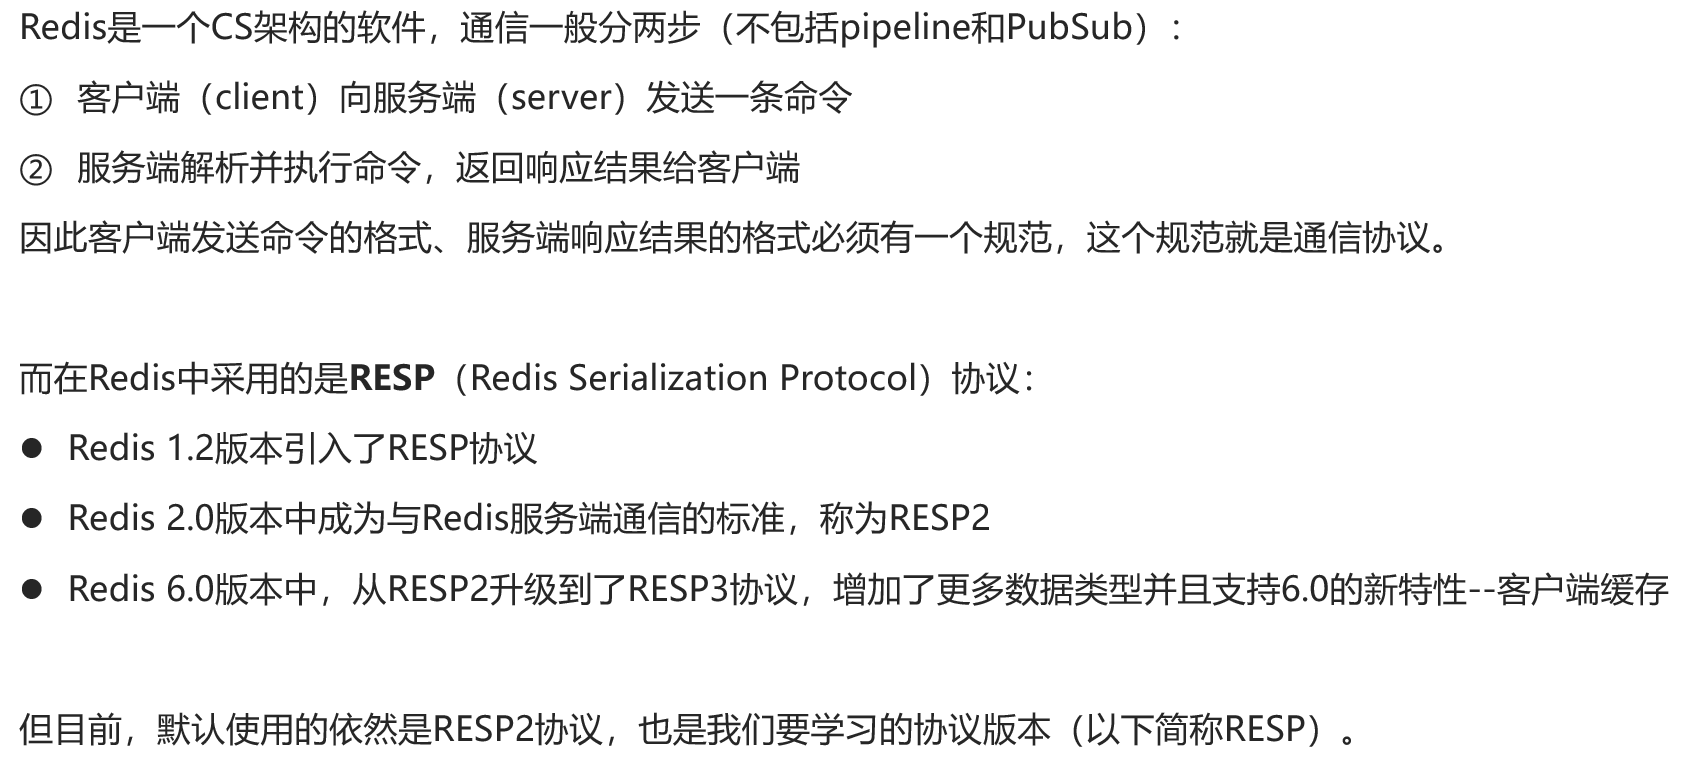 Redis是一个CS架构的软件，通信一般分两步（不包括pipeline和PubSub）：
① 客户端（client）向服务端（server）发送一条命令
② 服务端解析并执行命令，返回响应结果给客户端
因此客户端发送命令的格式、服务端响应结果的格式必须有一个规范，这个规范就是通信协议。
而在Redis中采用的是RESP（Redis Serialization Protocol）协议：
● Redis 1.2版本引入了RESP协议
● Redis 2.0版本中成为与Redis服务端通信的标准，称为RESP2
● Redis 6.0版本中，从RESP2升级到了RESP3协议，增加了更多数据类型并且支持6.0的新特性--客户端缓存
但目前，默认使用的依然是RESP2协议，也是我们要学习的协议版本（以下简称RESP）。